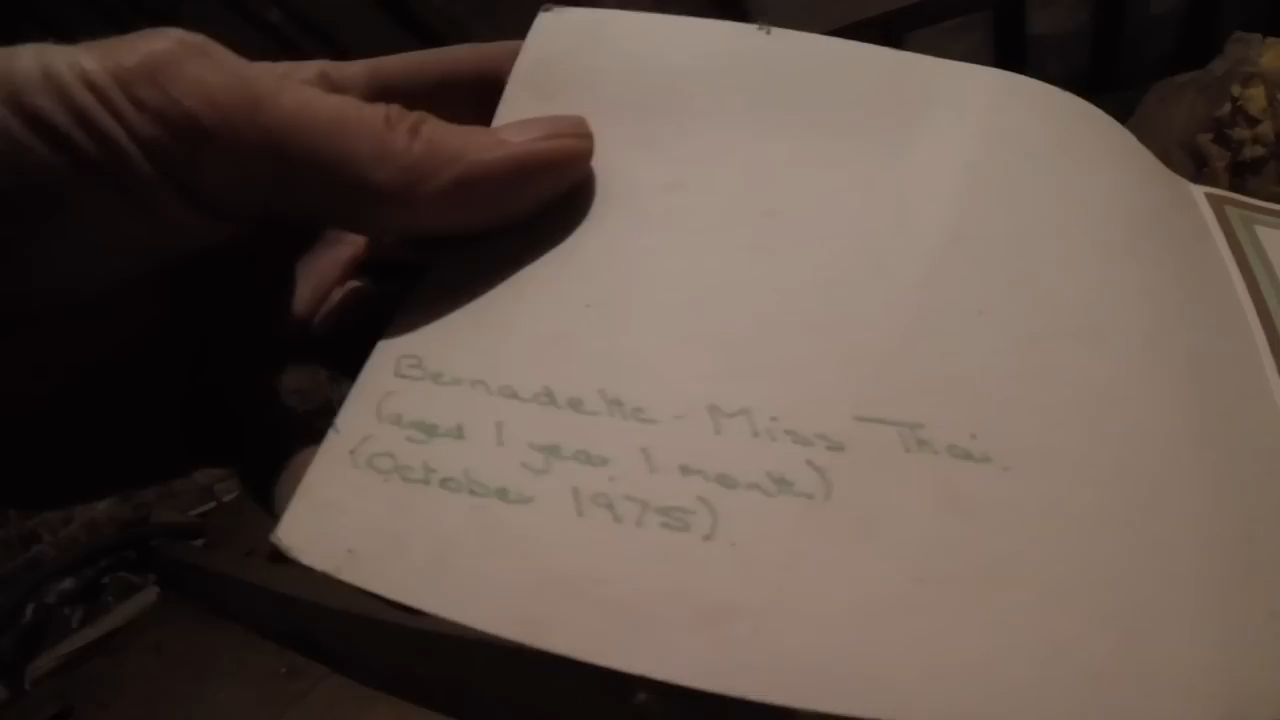 Bernadette - Miss Thai.
(aged 1 year 1 month)
(October 1975)